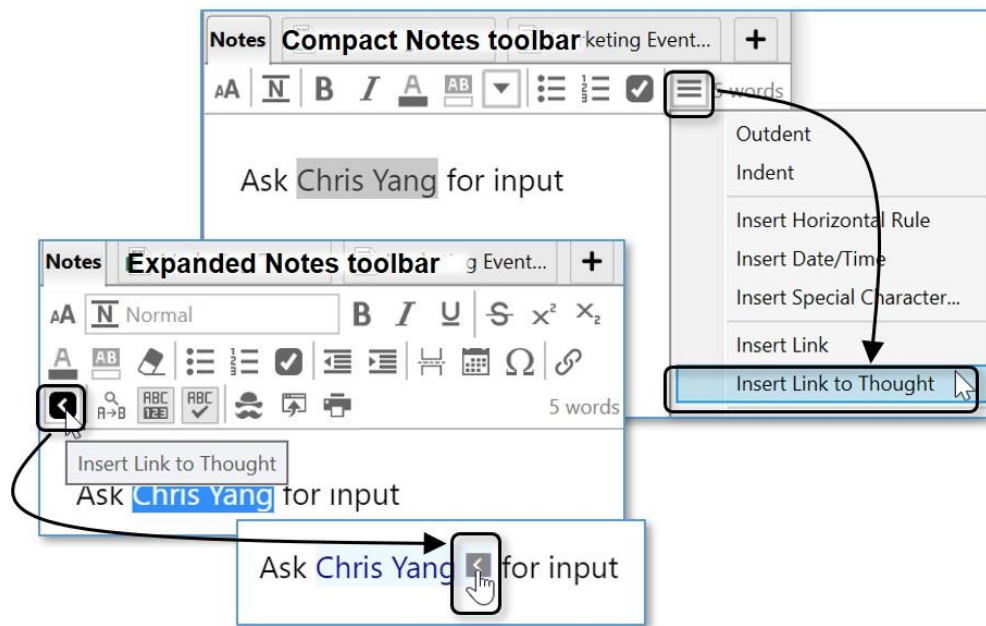 Notes Compact Notes toolbar keting Event... +
AA N B I A AB 5 words
Outdent
Indent
Ask Chris Yang for input
Insert Horizontal Rule
Insert Date/Time
Insert Special Character...
Insert Link
Insert Link to Thought
Notes Expanded Notes toolbar g Event... +
AA N Normal B I U S x² x₂
A AB Ω
A→B ABC 123 ABC 5 words
Insert Link to Thought
Ask Chris Yang for input
Ask Chris Yang for input